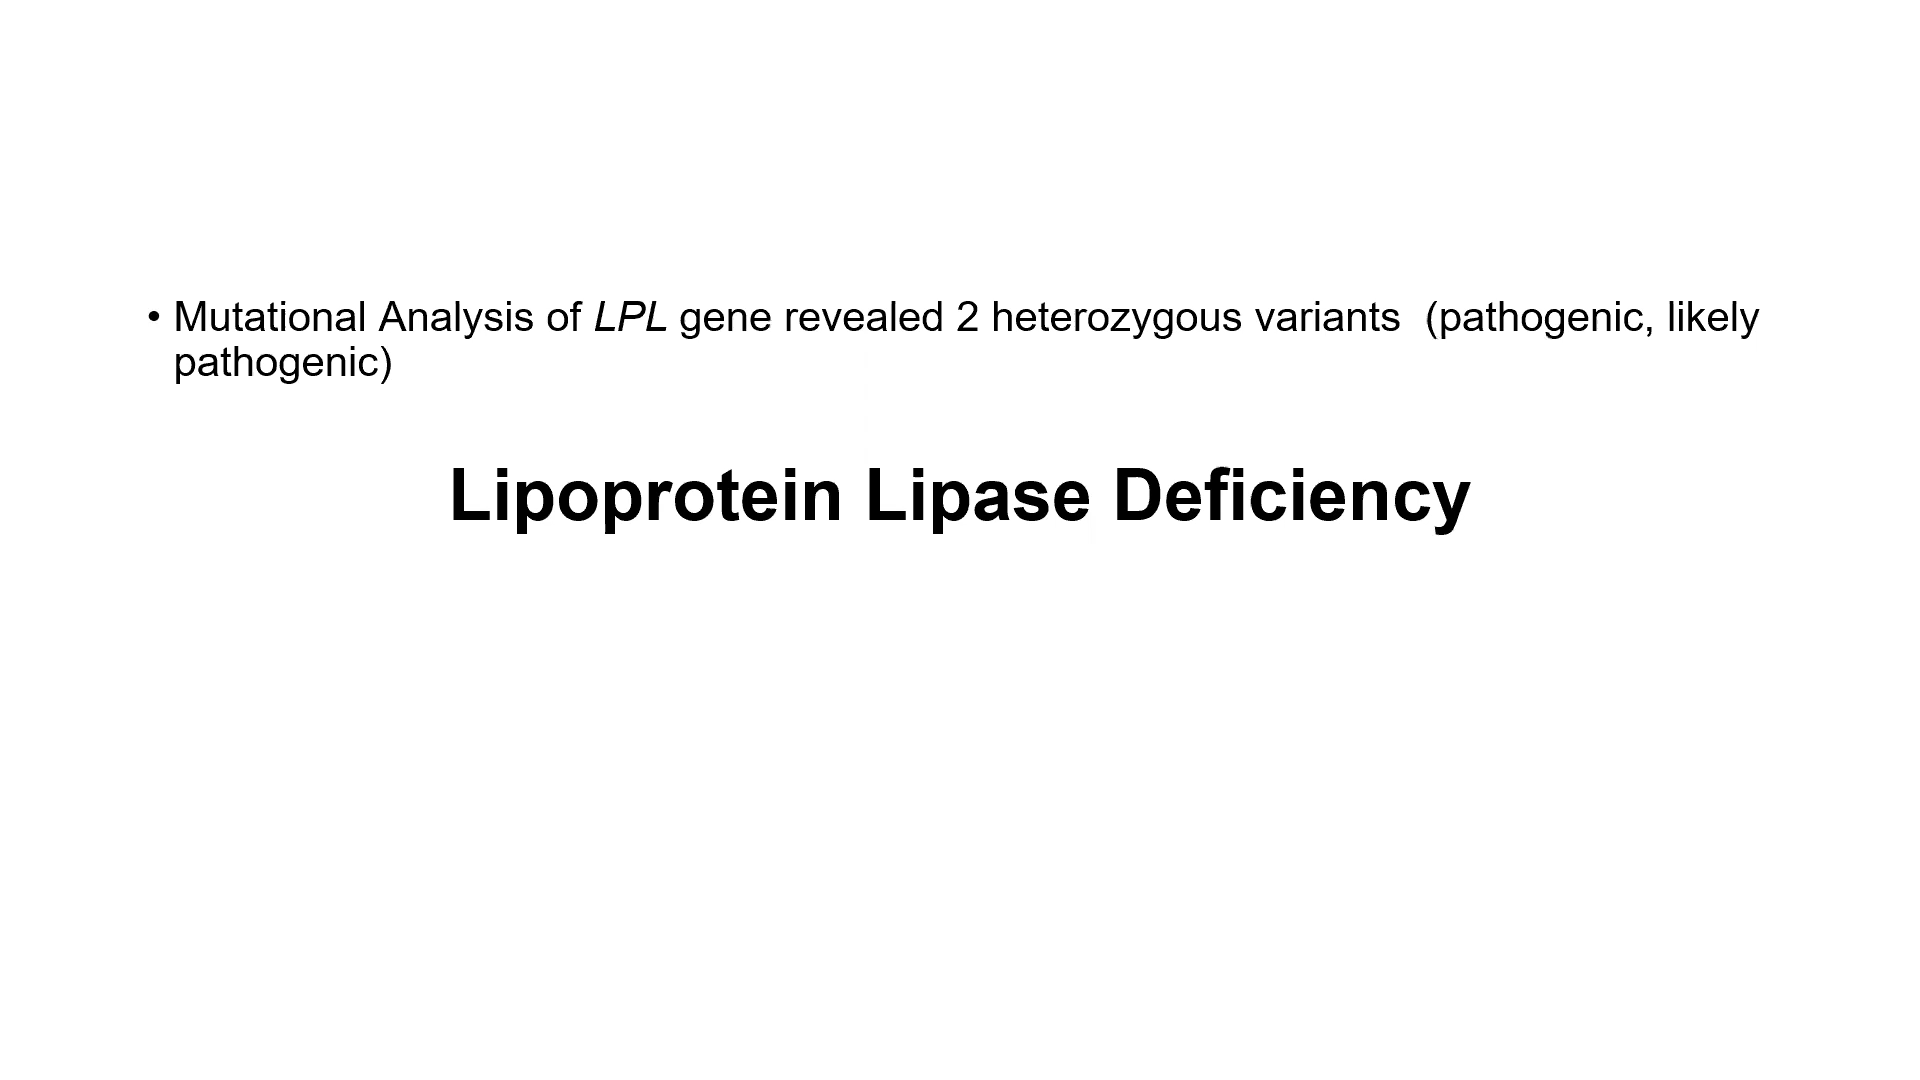 • Mutational Analysis of LPL gene revealed 2 heterozygous variants  (pathogenic, likely
pathogenic)
Lipoprotein Lipase Deficiency